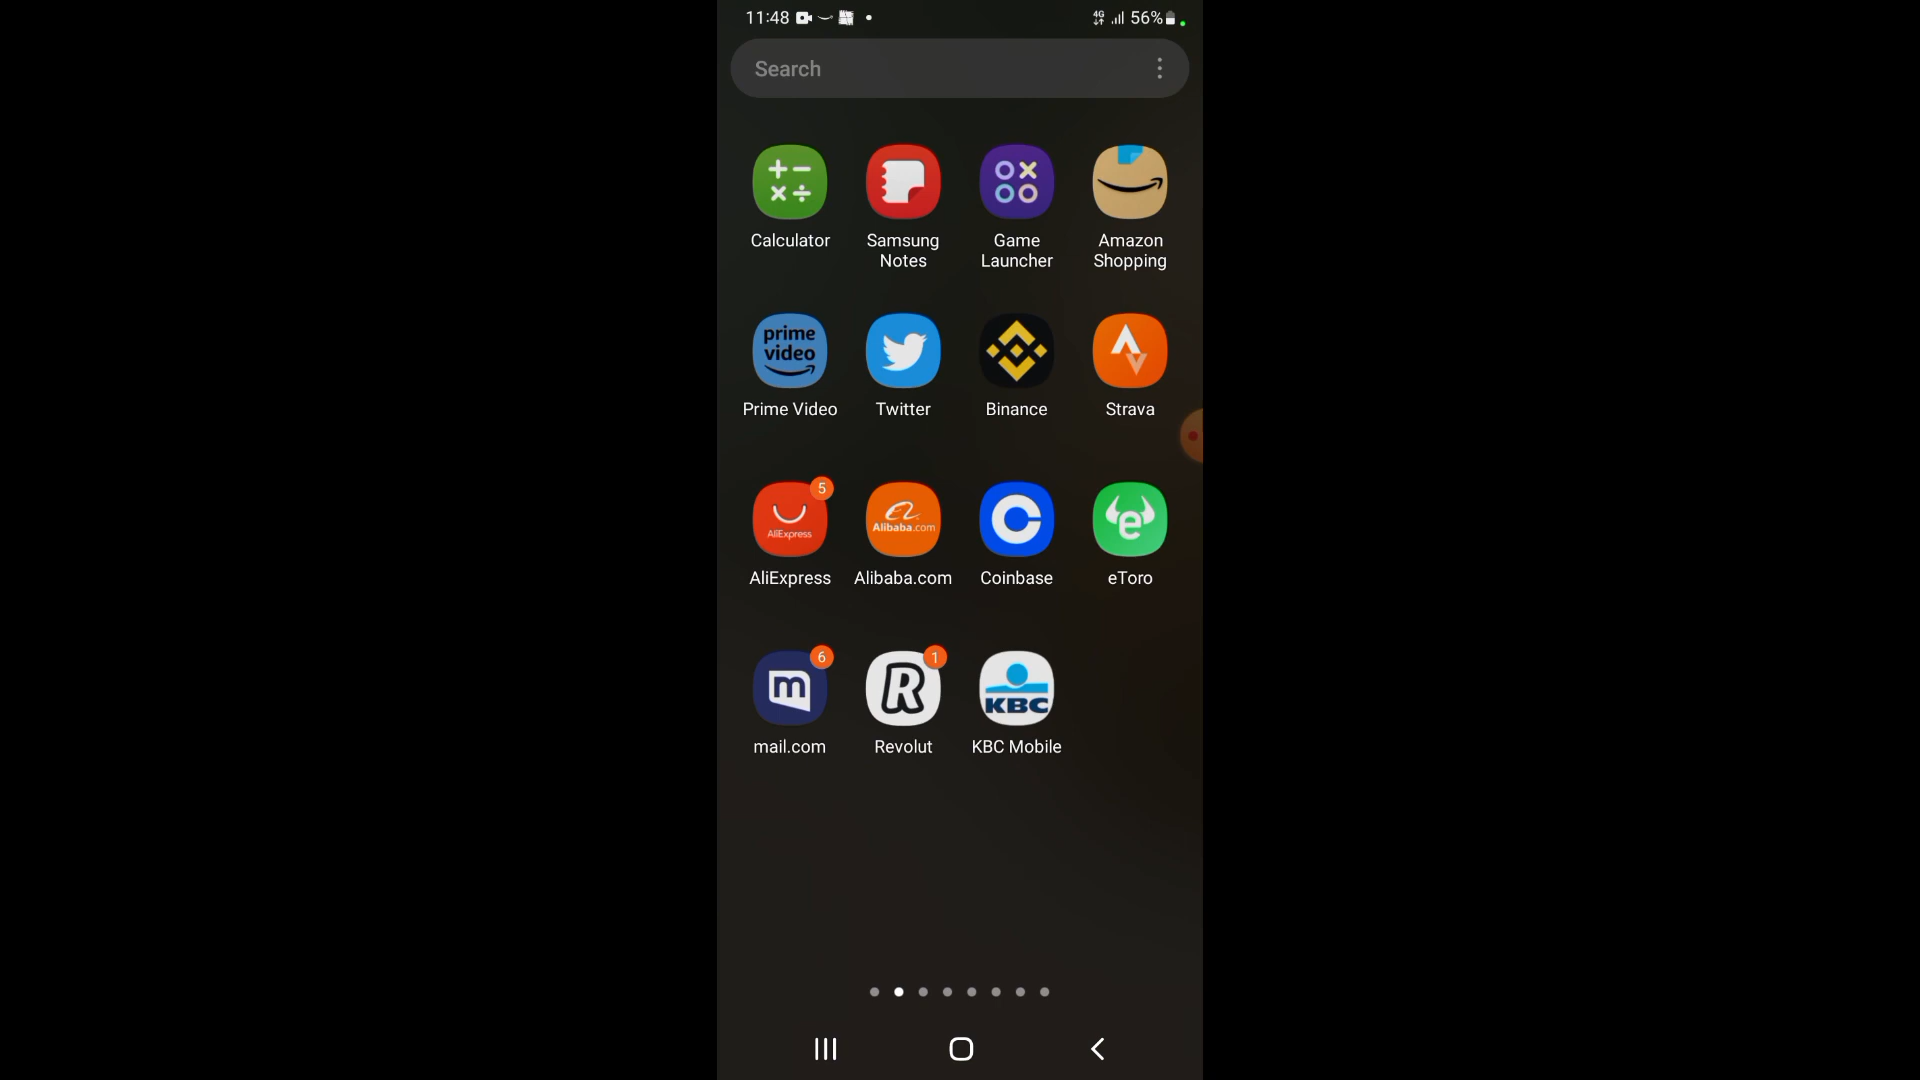 11:48
4G 56%
Search
Calculator
Samsung
Notes
Game
Launcher
Amazon
Shopping
prime
video
Prime Video
Twitter
Binance
Strava
5
AliExpress
Alibaba.com
e
AliExpress
Alibaba.com
Coinbase
eToro
6
1
m
R
KBC
mail.com
Revolut
KBC Mobile